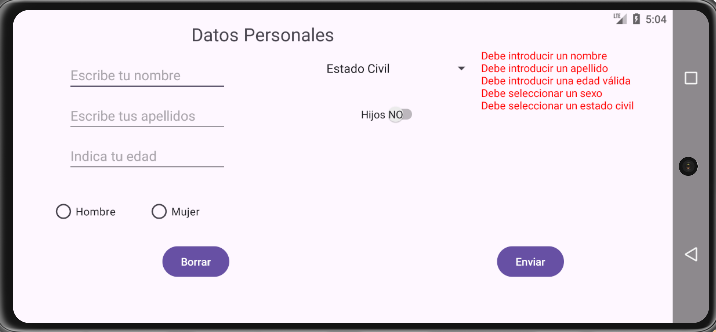 LTE 5:04
Datos Personales
Escribe tu nombre
Escribe tus apellidos
Indica tu edad
Hombre Mujer
Borrar
Estado Civil
Hijos NO
Debe introducir un nombre
Debe introducir un apellido
Debe introducir una edad válida
Debe seleccionar un sexo
Debe seleccionar un estado civil
Enviar